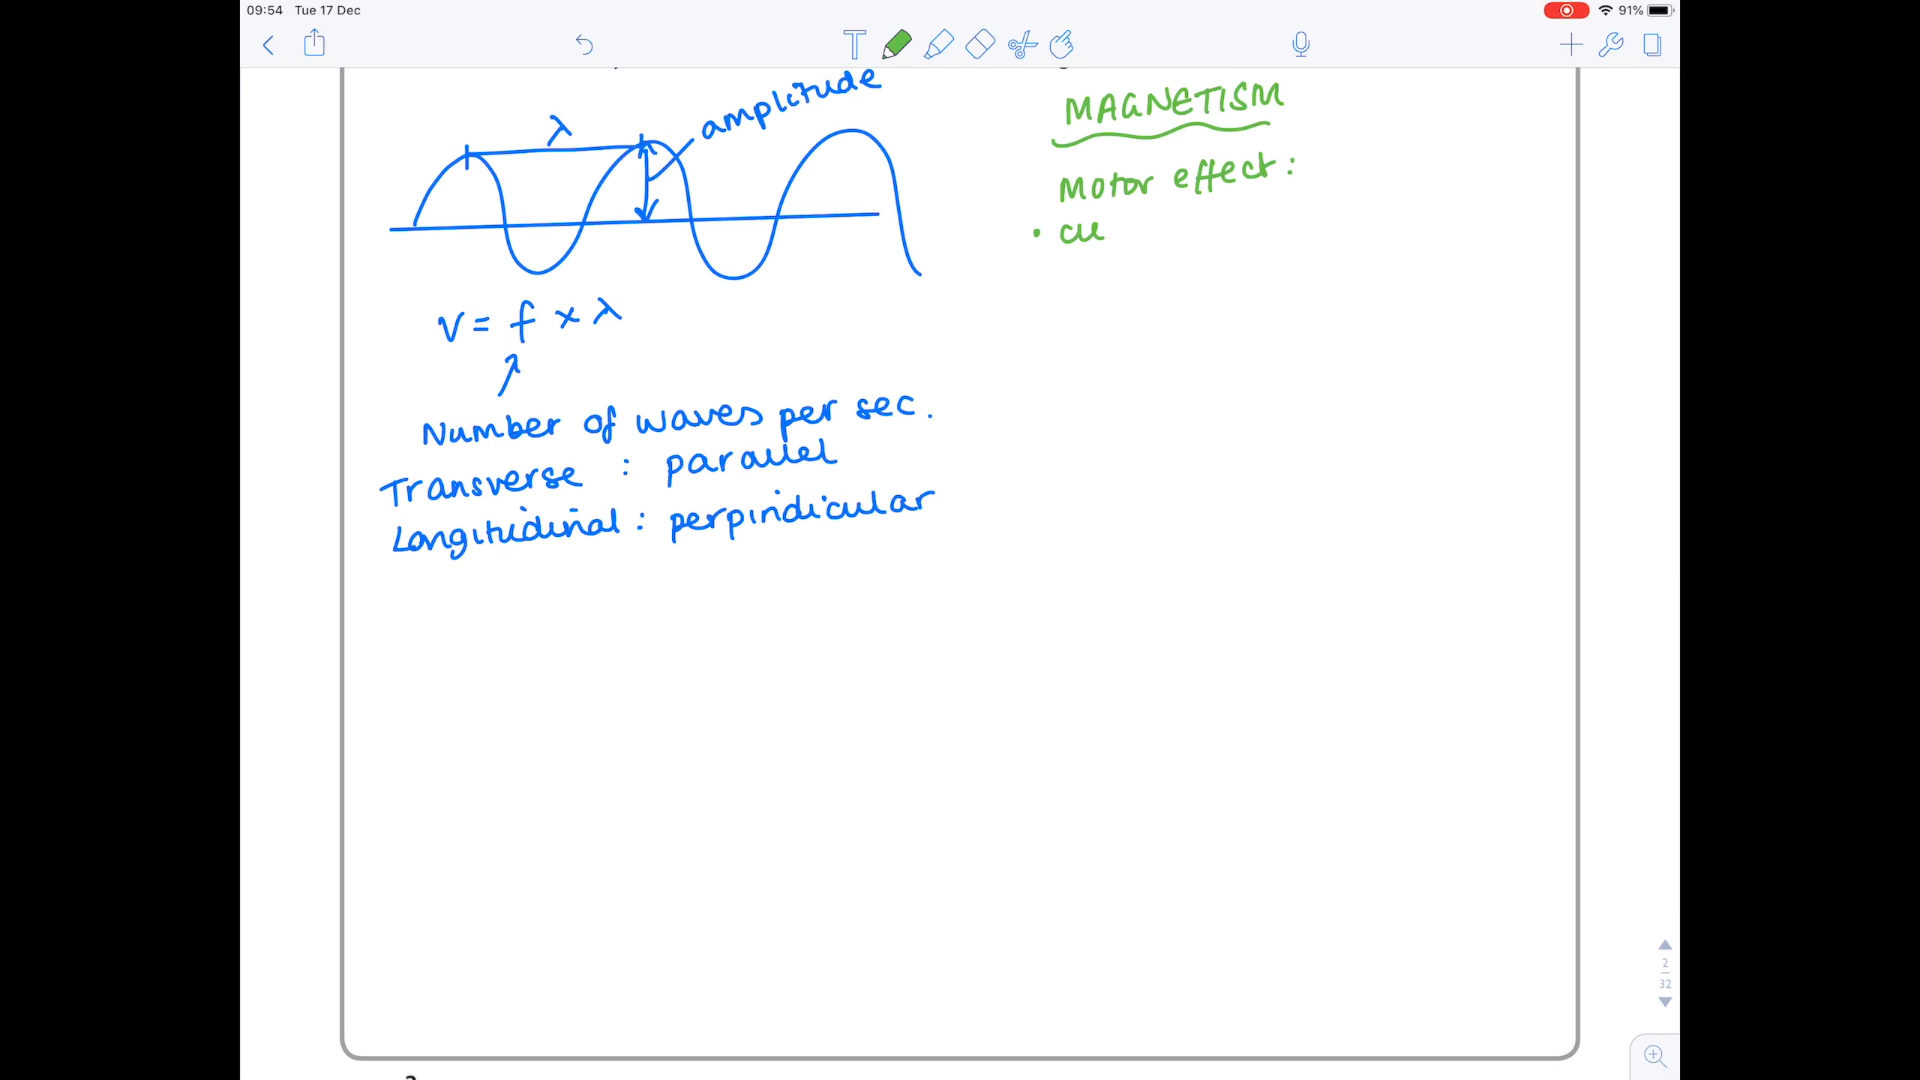 09:54 Tue 17 Dec
91%
T
amplitude
λ
V = f × λ
Number of waves per sec.
Transverse : parallel
Longitudinal : perpindicular
MAGNETISM
Motor effect :
• cu
2
32